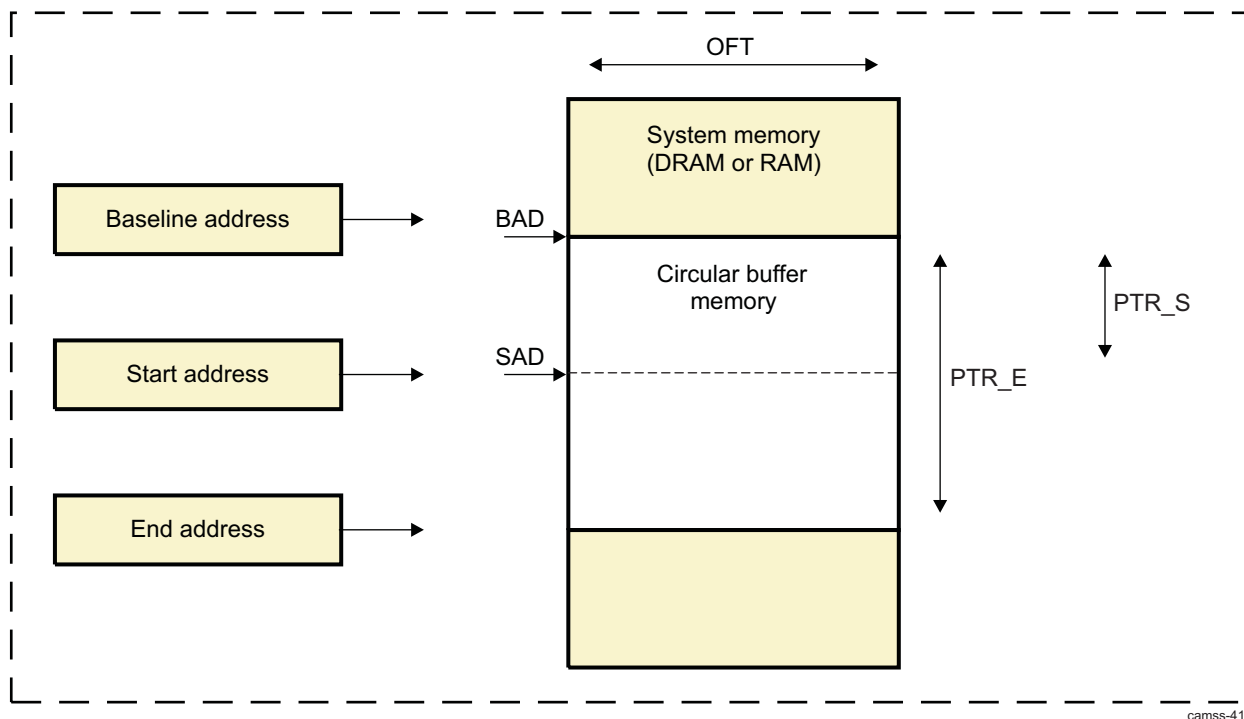 OFT
System memory
(DRAM or RAM)
Baseline address
BAD
Circular buffer
memory
PTR_S
Start address
SAD
PTR_E
End address
camss-41